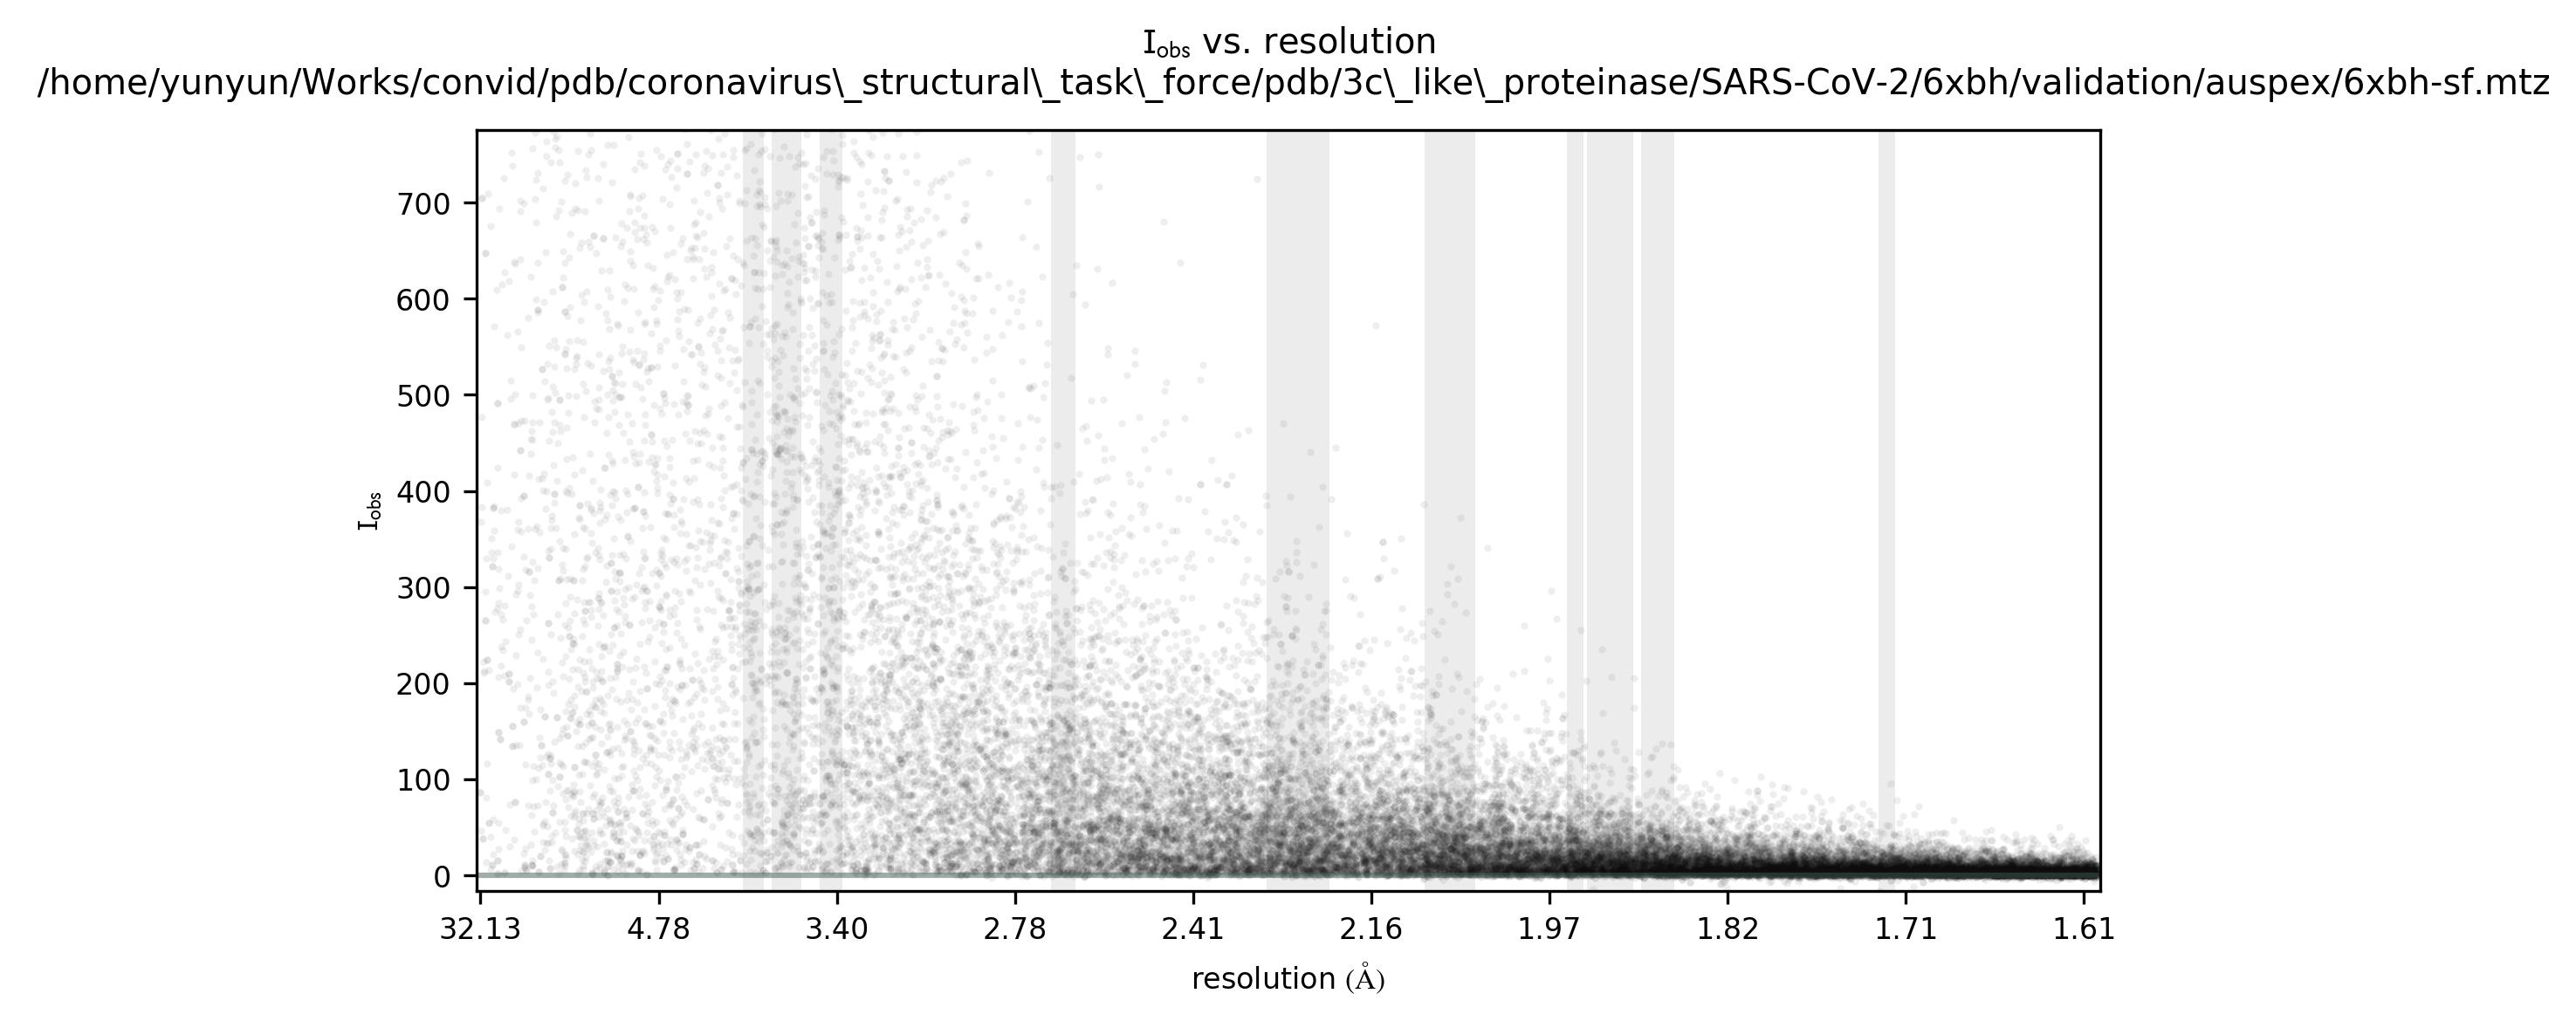 I_obs vs. resolution
/home/yunyun/Works/convid/pdb/coronavirus\_structural\_task\_force/pdb/3c\_like\_proteinase/SARS-CoV-2/6xbh/validation/auspex/6xbh-sf.mtz
700
600
500
400
300
200
100
0
I_obs
32.13 4.78 3.40 2.78 2.41 2.16 1.97 1.82 1.71 1.61
resolution (Å)